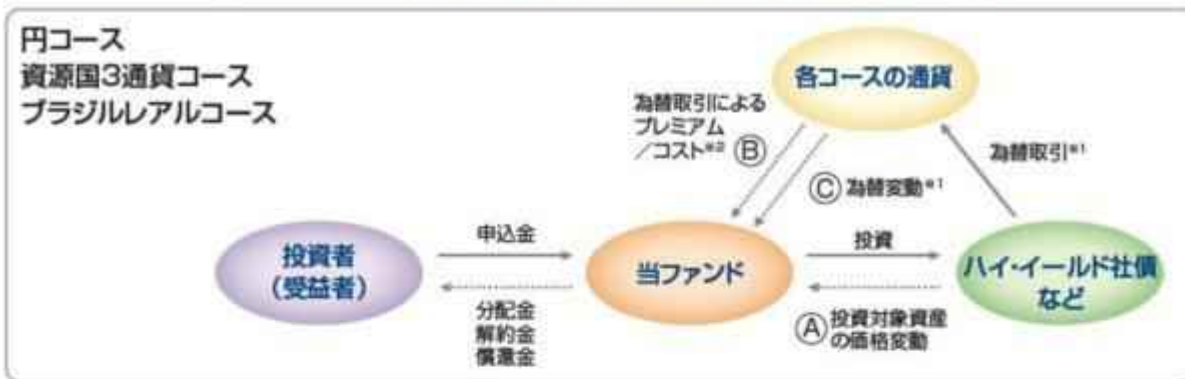 円コース
資源国3通貨コース
ブラジルレアルコース
各コースの通貨
為替取引による
プレミアム
/コスト※2 Ⓑ
Ⓒ 為替変動※1
為替取引※1
投資者
(受益者)
申込金
分配金
解約金
償還金
当ファンド
投資
Ⓐ 投資対象資産
の価格変動
ハイ・イールド社債
など